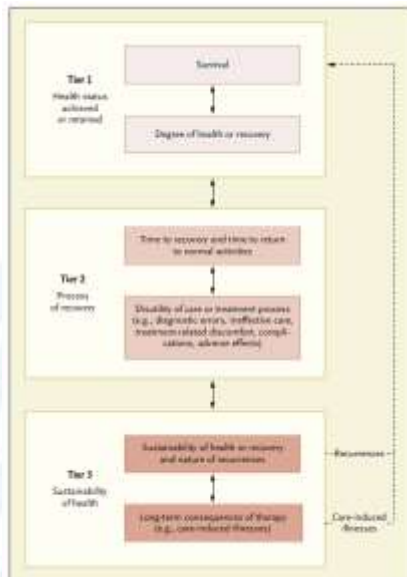 Survival
Tier 1
Health status
achieved
or retained
Degree of health or recovery
Time to recovery and time to return
to normal activities
Tier 2
Process
of recovery
Disutility of care or treatment process
(e.g., diagnostic errors, ineffective care,
treatment-related discomfort, compli-
cations, adverse effects)
Sustainability of health or recovery
and nature of recurrences
Recurrences
Tier 3
Sustainability
of health
Long-term consequences of therapy
(e.g., care-induced illnesses)
Care-induced
illnesses